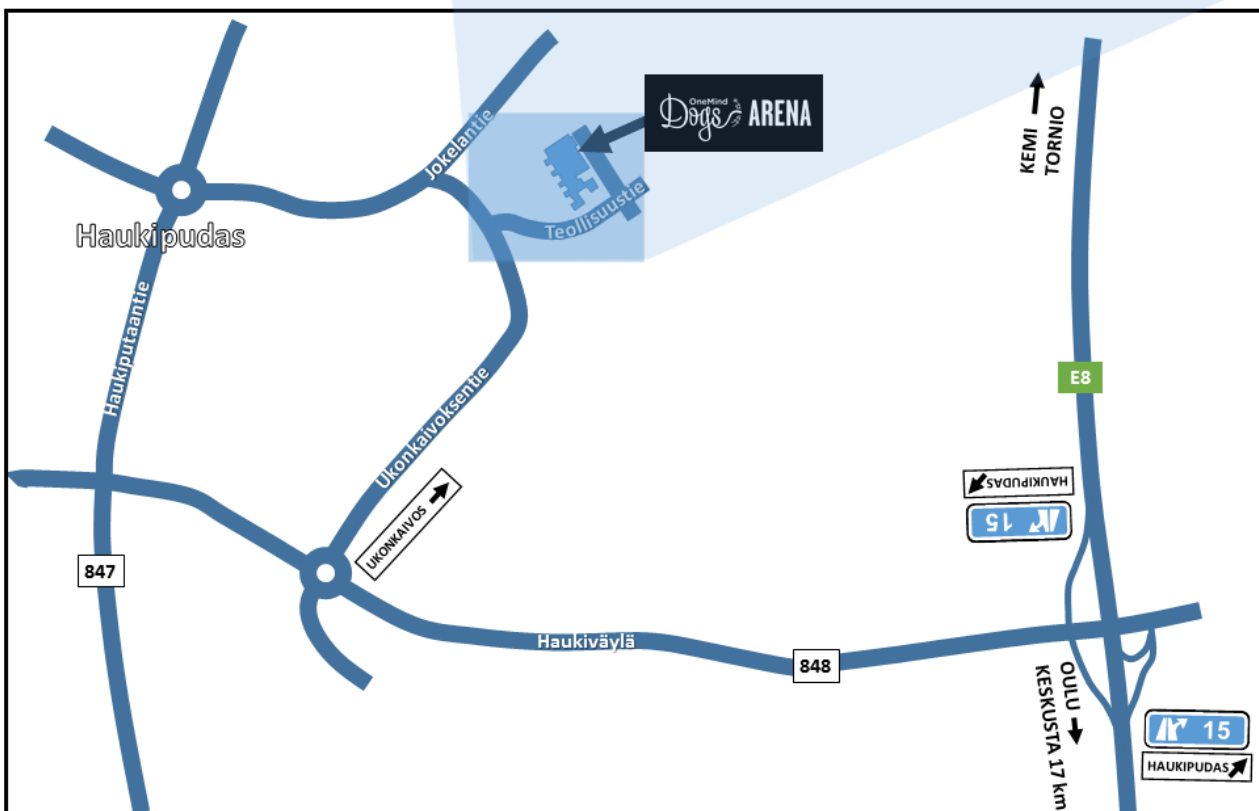 OneMind
Dogs ARENA
KEMI
TORNIO
Jokelantie
Teollisuustie
Haukipudas
Haukiputaantie
Ukonkaivoksentie
E8
HAUKIPUDAS
15
UKONKAIVOS
847
Haukiväylä
848
OULU
KESKUSTA 17 km
15
HAUKIPUDAS